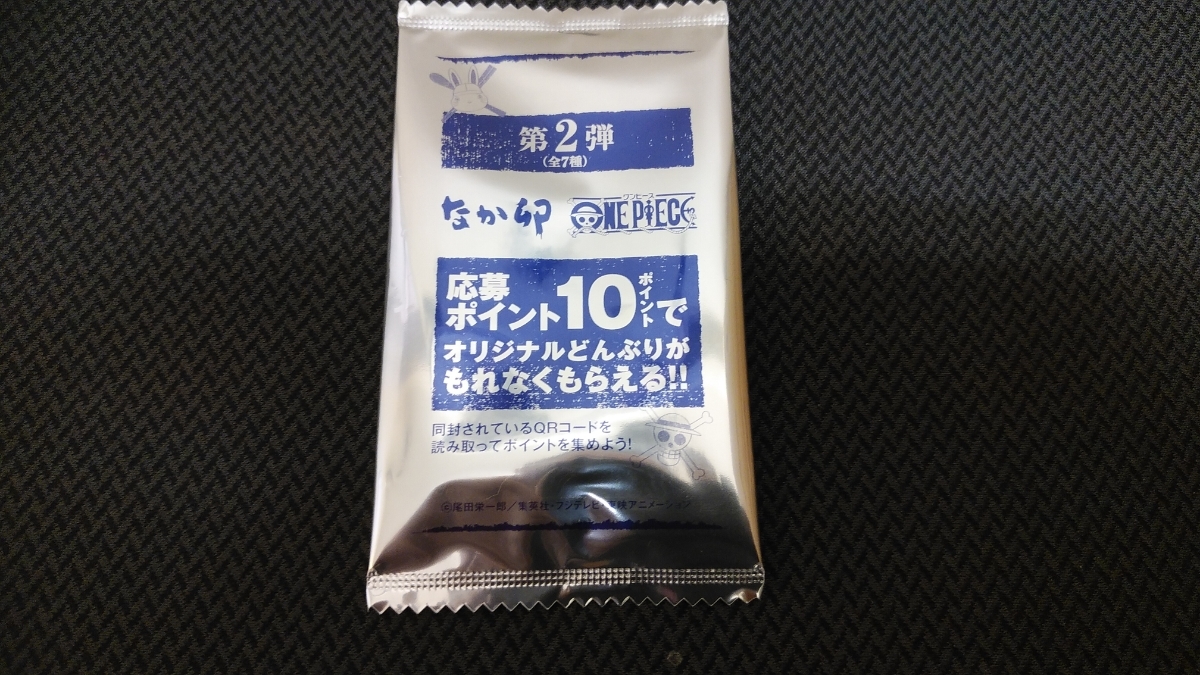 第2弾
(全7種)
なか卯
ワンピース
ONE PIECE
応募
ポイント10ポイントで
オリジナルどんぶりが
もれなくもらえる!!
同封されているQRコードを
読み取ってポイントを集めよう!
©尾田栄一郎/集英社・フジテレビ・東映アニメーション